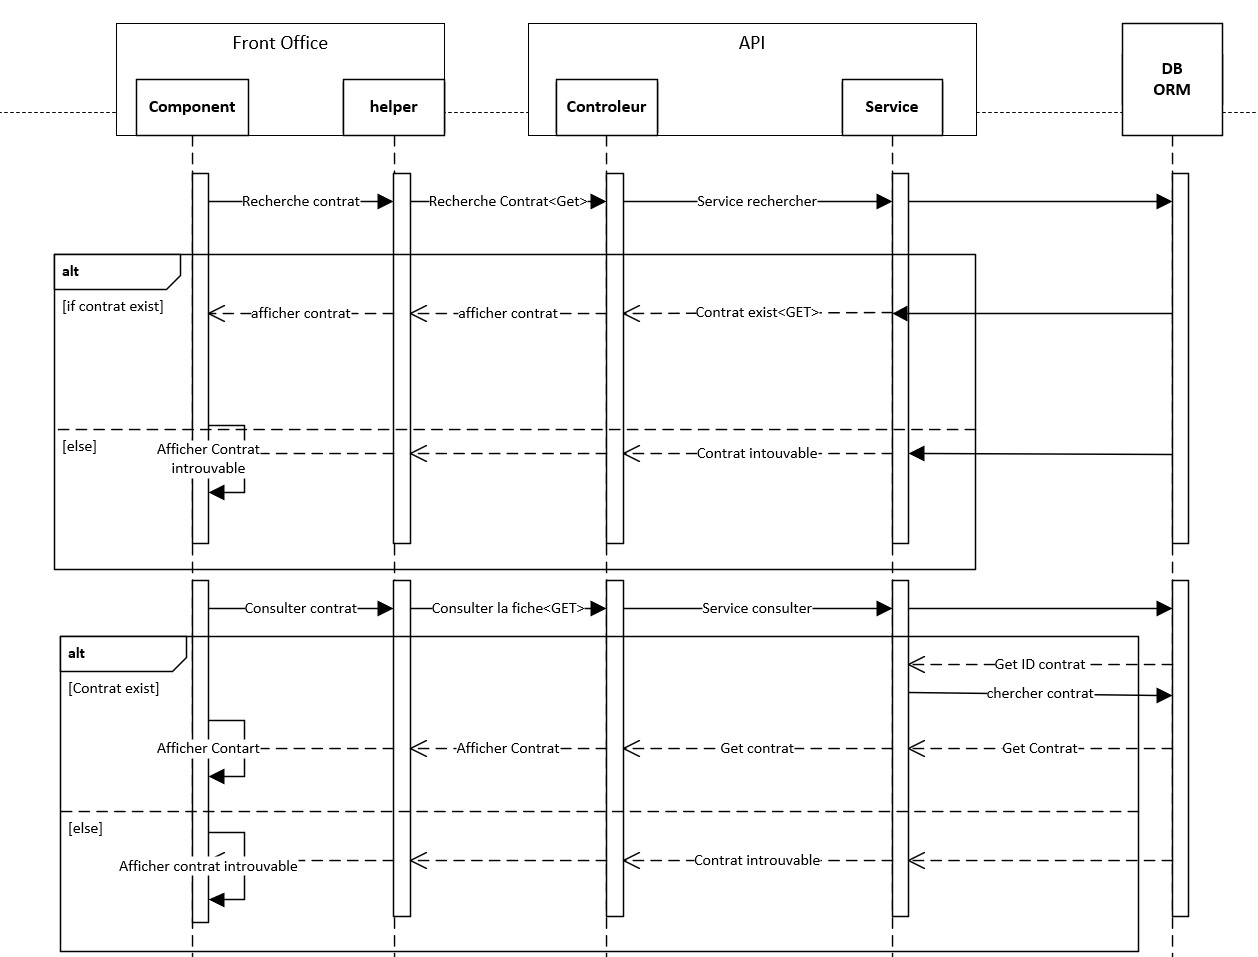 Front Office
API
DB
ORM
Component
helper
Controleur
Service
Recherche contrat
Recherche Contrat<Get>
Service rechercher
alt
[if contrat exist]
afficher contrat
afficher contrat
Contrat exist<GET>
[else]
Afficher Contrat
introuvable
Contrat intouvable
Consulter contrat
Consulter la fiche<GET>
Service consulter
alt
Get ID contrat
[Contrat exist]
chercher contrat
Afficher Contart
Afficher Contrat
Get contrat
Get Contrat
[else]
Afficher contrat introuvable
Contrat introuvable